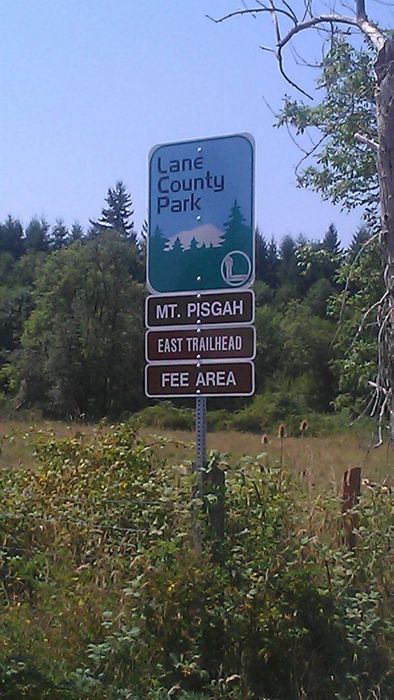 Lane
County
Park
MT. PISGAH
EAST TRAILHEAD
FEE AREA